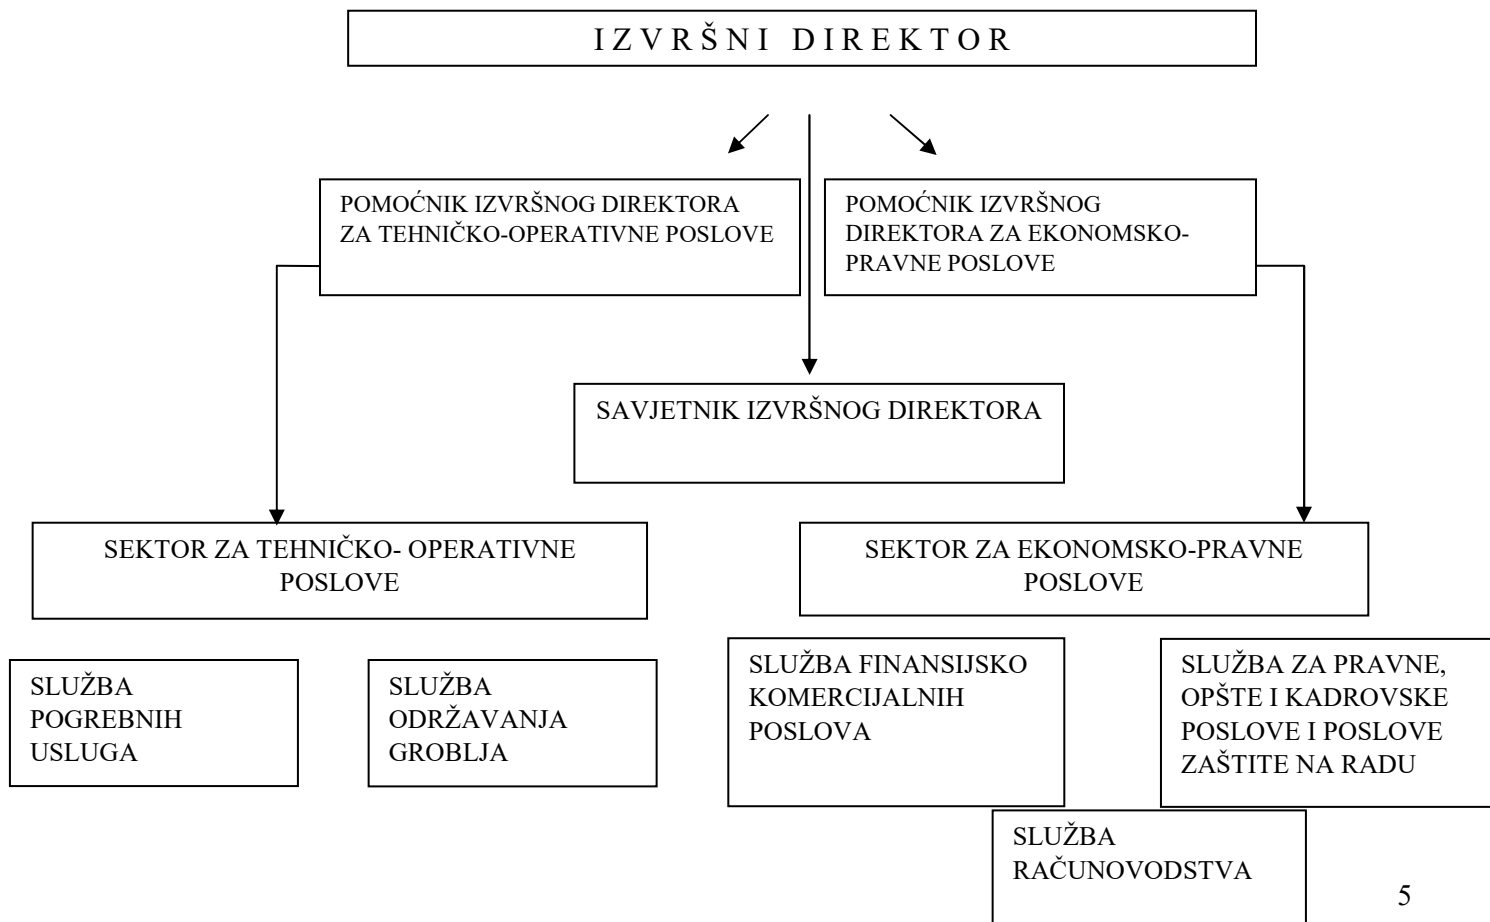 IZVRŠNI DIREKTOR
POMOĆNIK IZVRŠNOG DIREKTORA
ZA TEHNIČKO-OPERATIVNE POSLOVE
POMOĆNIK IZVRŠNOG
DIREKTORA ZA EKONOMSKO-
PRAVNE POSLOVE
SAVJETNIK IZVRŠNOG DIREKTORA
SEKTOR ZA TEHNIČKO- OPERATIVNE
POSLOVE
SEKTOR ZA EKONOMSKO-PRAVNE
POSLOVE
SLUŽBA
POGREBNIH
USLUGA
SLUŽBA
ODRŽAVANJA
GROBLJA
SLUŽBA FINANSIJSKO
KOMERCIJALNIH
POSLOVA
SLUŽBA ZA PRAVNE,
OPŠTE I KADROVSKE
POSLOVE I POSLOVE
ZAŠTITE NA RADU
SLUŽBA
RAČUNOVODSTVA
5